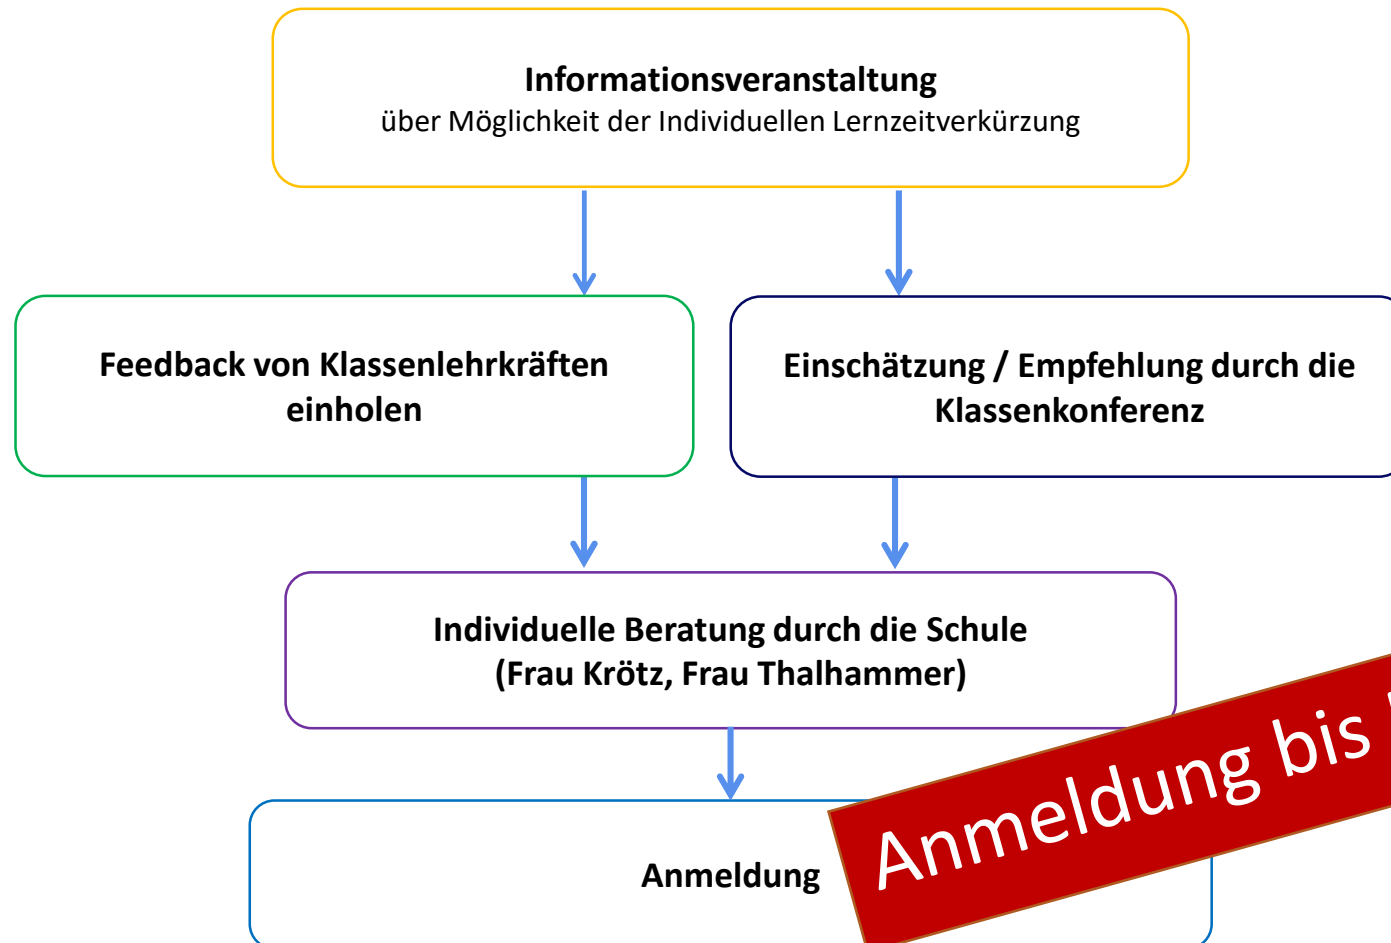 Informationsveranstaltung
über Möglichkeit der Individuellen Lernzeitverkürzung
Feedback von Klassenlehrkräften
einholen
Einschätzung / Empfehlung durch die
Klassenkonferenz
Individuelle Beratung durch die Schule
(Frau Krötz, Frau Thalhammer)
Anmeldung bis
Anmeldung